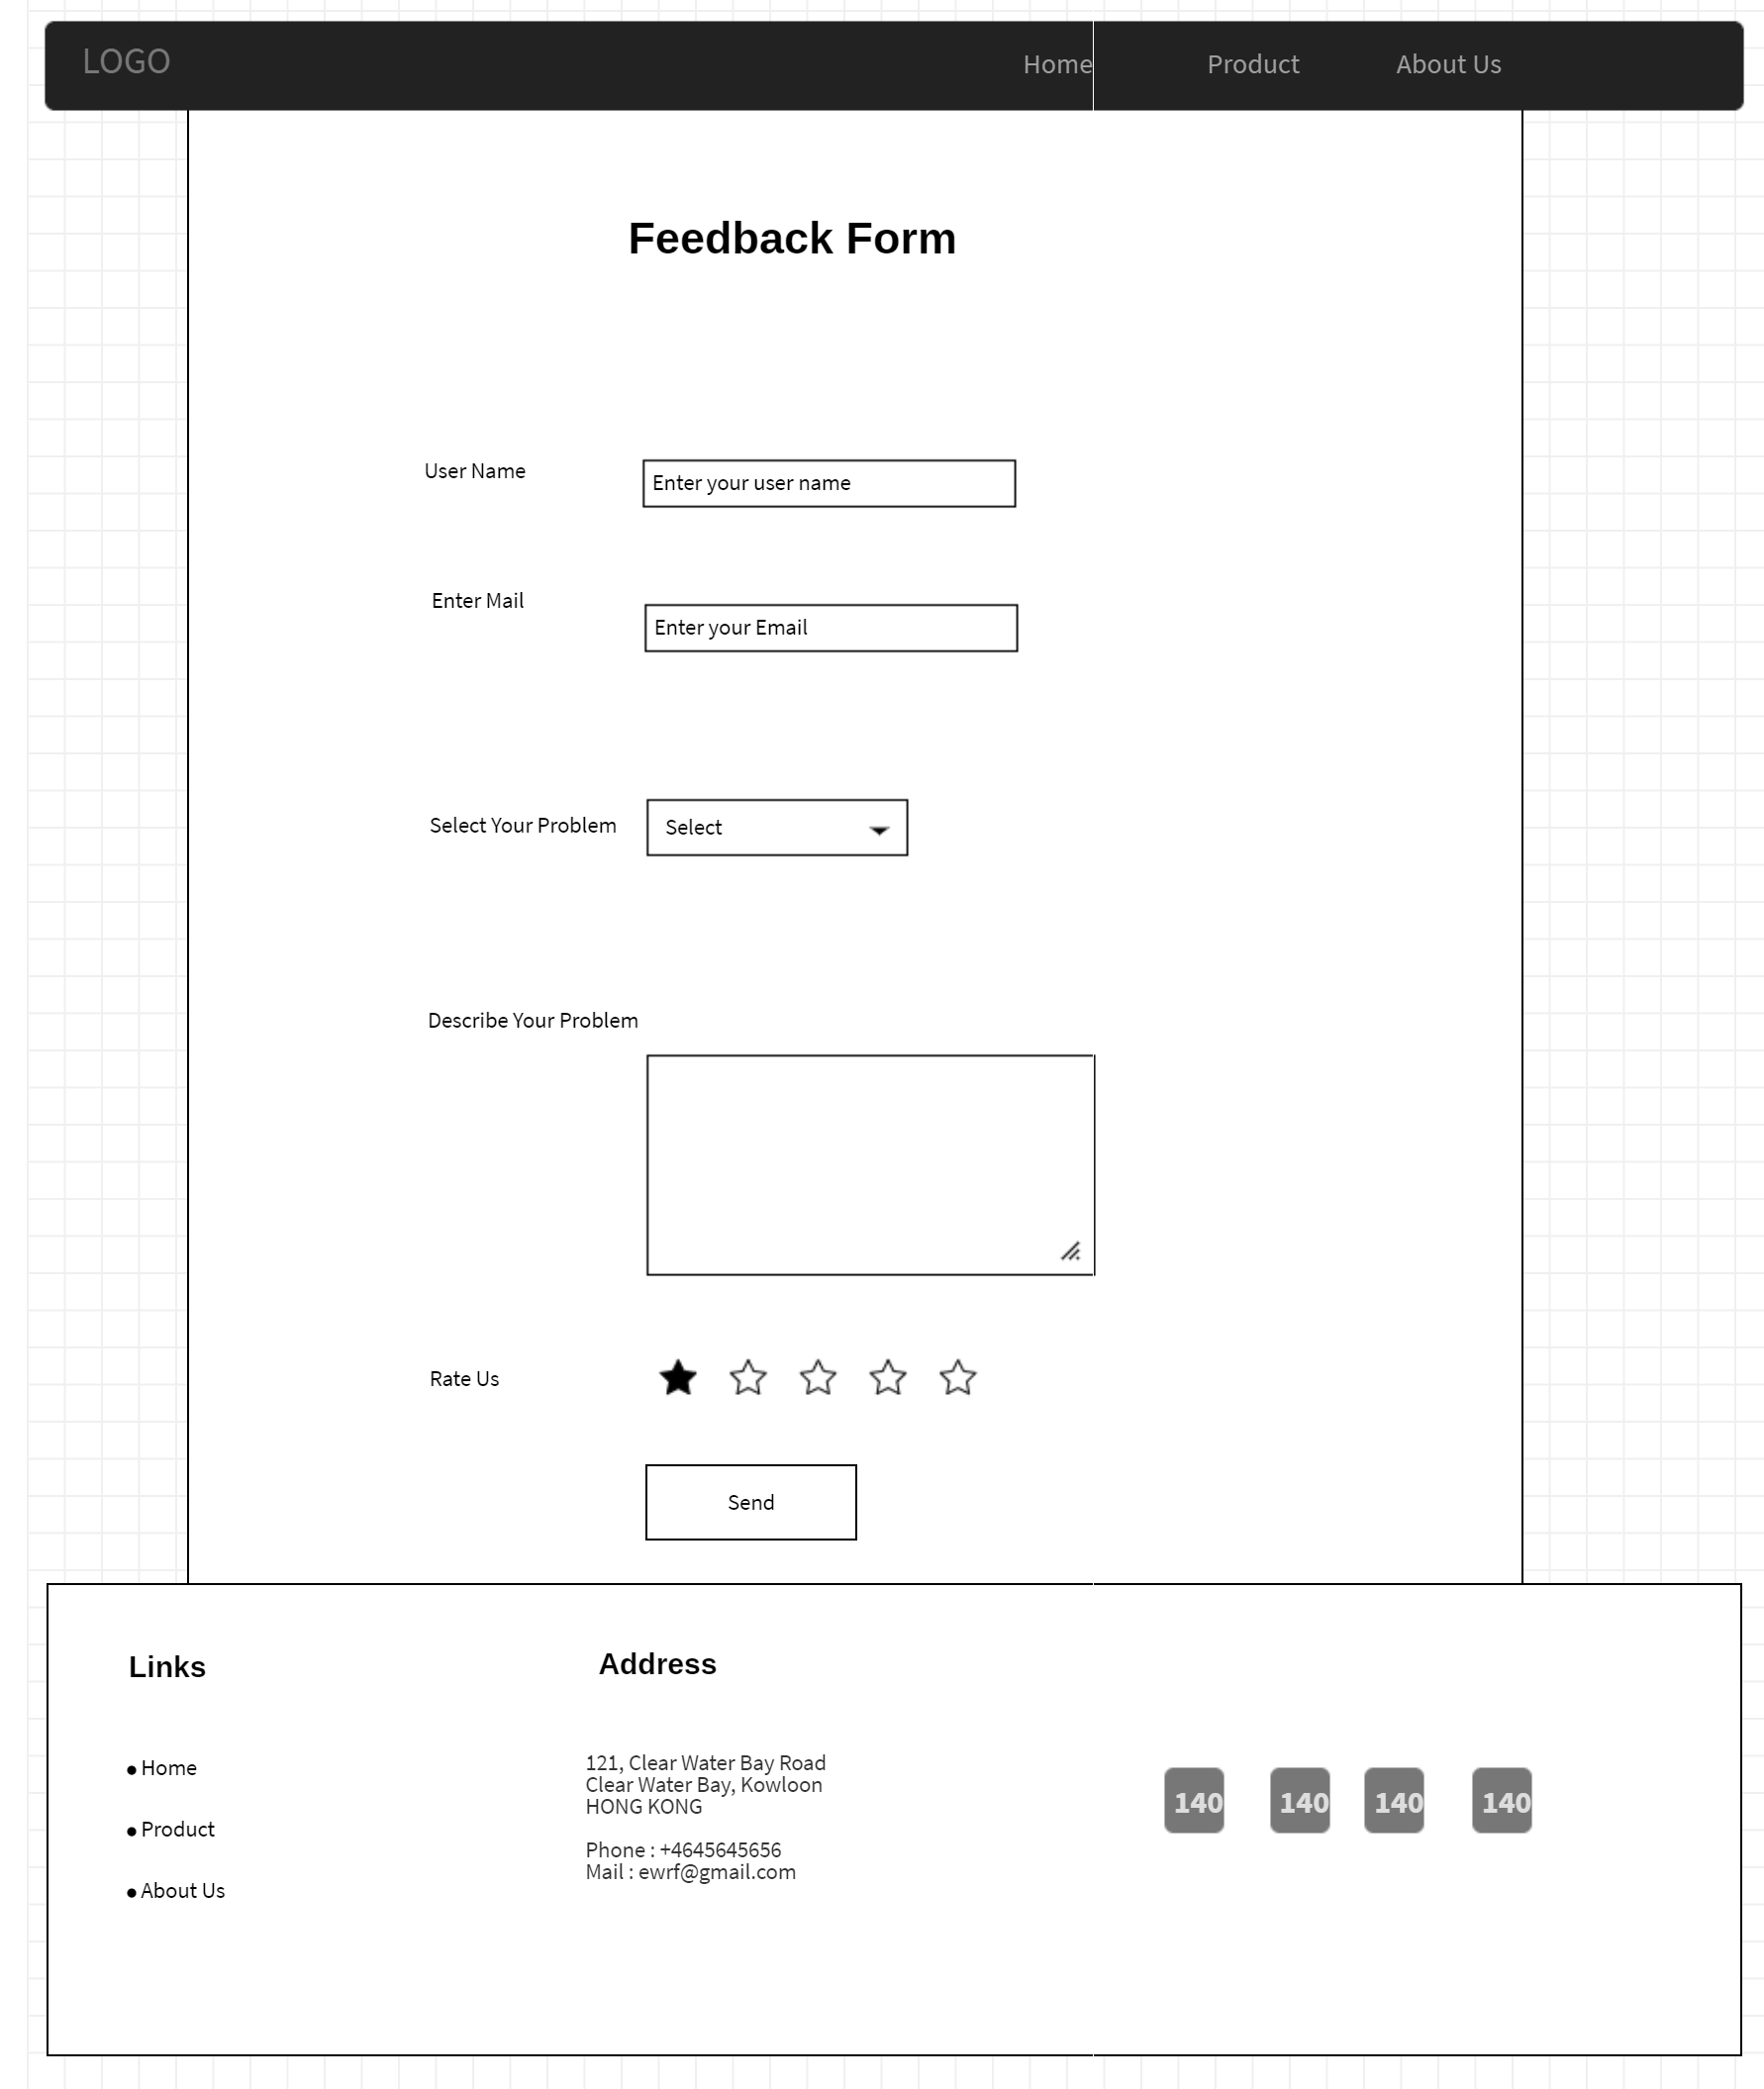 LOGO
Home
Product
About Us
Feedback Form
User Name
Enter your user name
Enter Mail
Enter your Email
Select Your Problem
Select
Describe Your Problem
Rate Us
Send
Links
Home
Product
About Us
Address
121, Clear Water Bay Road
Clear Water Bay, Kowloon
HONG KONG
Phone : +4645645656
Mail : ewrf@gmail.com
140
140
140
140